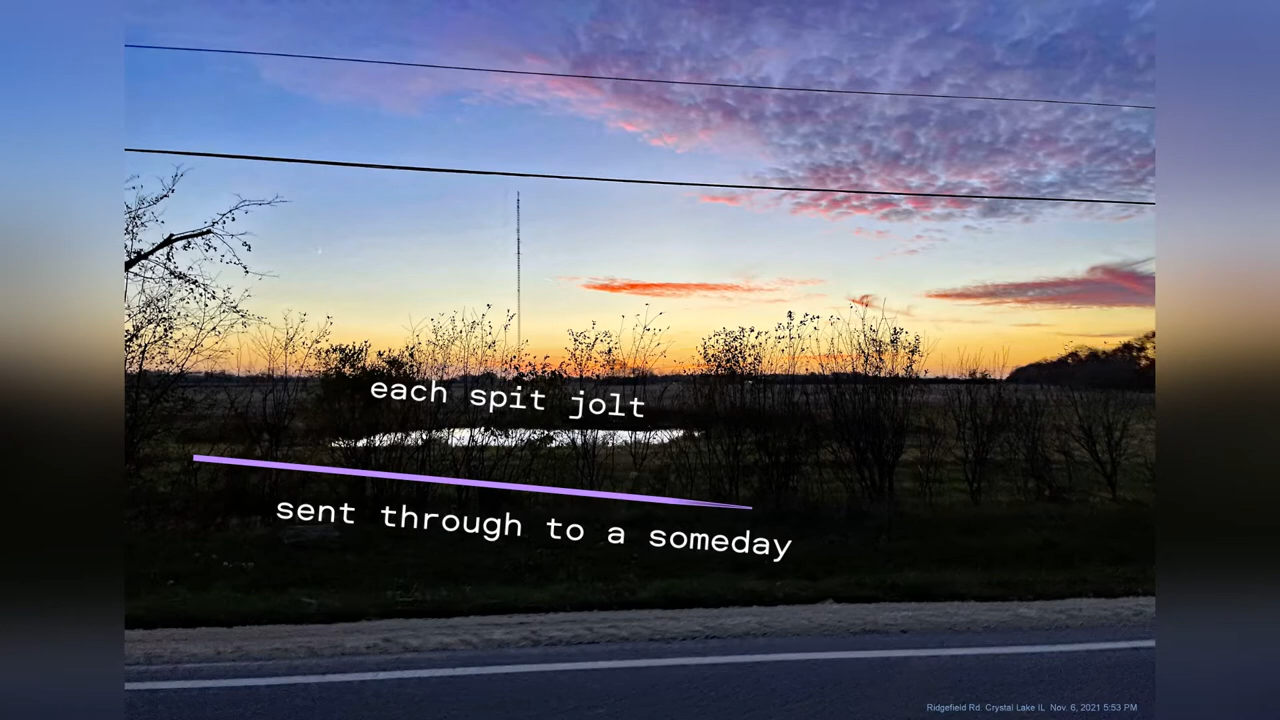 each spit jolt
sent through to a someday
Ridgefield Rd. Crystal Lake IL  Nov. 6, 2021 5:53 PM